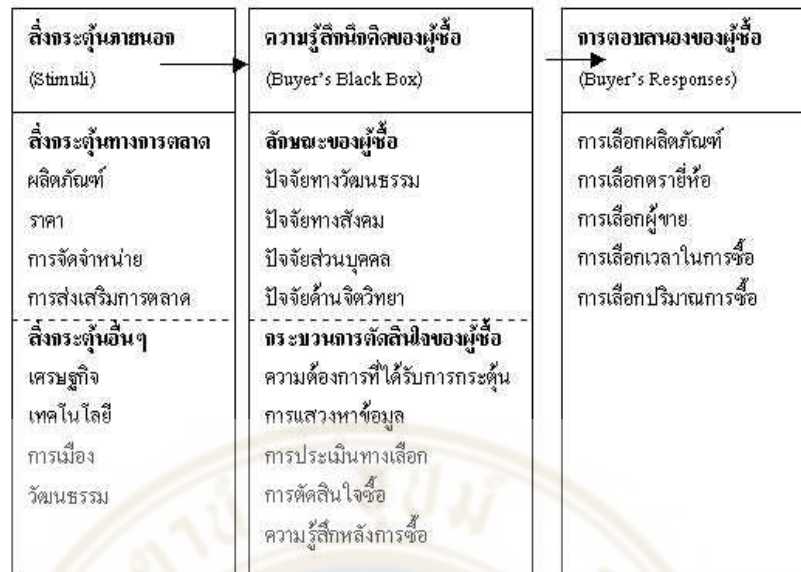 สิ่งกระตุ้นภายนอก
(Stimuli)
สิ่งกระตุ้นทางการตลาด
ผลิตภัณฑ์
ราคา
การจัดจำหน่าย
การส่งเสริมการตลาด
สิ่งกระตุ้นอื่นๆ
เศรษฐกิจ
เทคโนโลยี
การเมือง
วัฒนธรรม
ความรู้สึกนึกคิดของผู้ซื้อ
(Buyer's Black Box)
ลักษณะของผู้ซื้อ
ปัจจัยทางวัฒนธรรม
ปัจจัยทางสังคม
ปัจจัยส่วนบุคคล
ปัจจัยด้านจิตวิทยา
กระบวนการตัดสินใจของผู้ซื้อ
ความต้องการที่ได้รับการกระตุ้น
การแสวงหาข้อมูล
การประเมินทางเลือก
การตัดสินใจซื้อ
ความรู้สึกหลังการซื้อ
การตอบสนองของผู้ซื้อ
(Buyer's Responses)
การเลือกผลิตภัณฑ์
การเลือกตรายี่ห้อ
การเลือกผู้ขาย
การเลือกเวลาในการซื้อ
การเลือกปริมาณการซื้อ